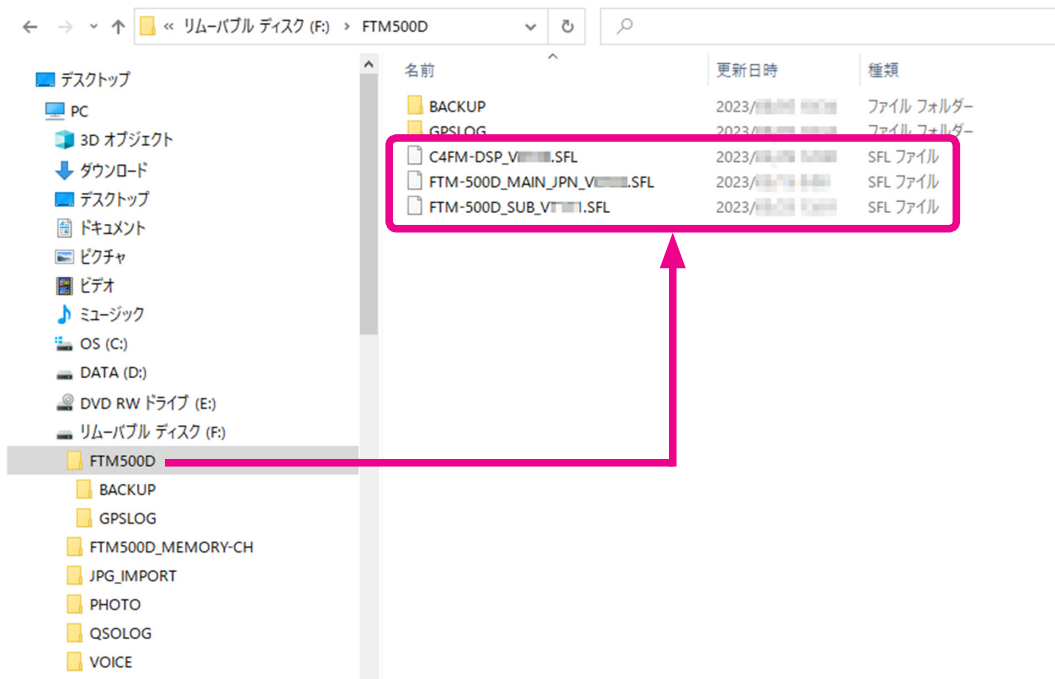 « リムーバブル ディスク (F:) › FTM500D
名前 更新日時 種類
BACKUP 2023/ ファイル フォルダー
GPSLOG 2023/ ファイル フォルダー
C4FM-DSP_V .SFL 2023/ SFL ファイル
FTM-500D_MAIN_JPN_V .SFL 2023/ SFL ファイル
FTM-500D_SUB_V .SFL 2023/ SFL ファイル
デスクトップ
PC
3D オブジェクト
ダウンロード
デスクトップ
ドキュメント
ピクチャ
ビデオ
ミュージック
OS (C:)
DATA (D:)
DVD RW ドライブ (E:)
リムーバブル ディスク (F:)
FTM500D
BACKUP
GPSLOG
FTM500D_MEMORY-CH
JPG_IMPORT
PHOTO
QSOLOG
VOICE